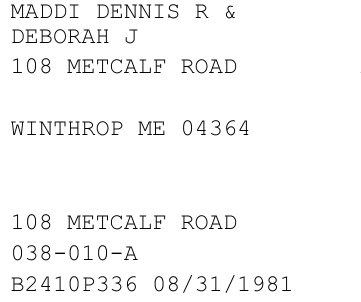 MADDI DENNIS R &
DEBORAH J
108 METCALF ROAD
WINTHROP ME 04364
108 METCALF ROAD
038-010-A
B2410P336 08/31/1981